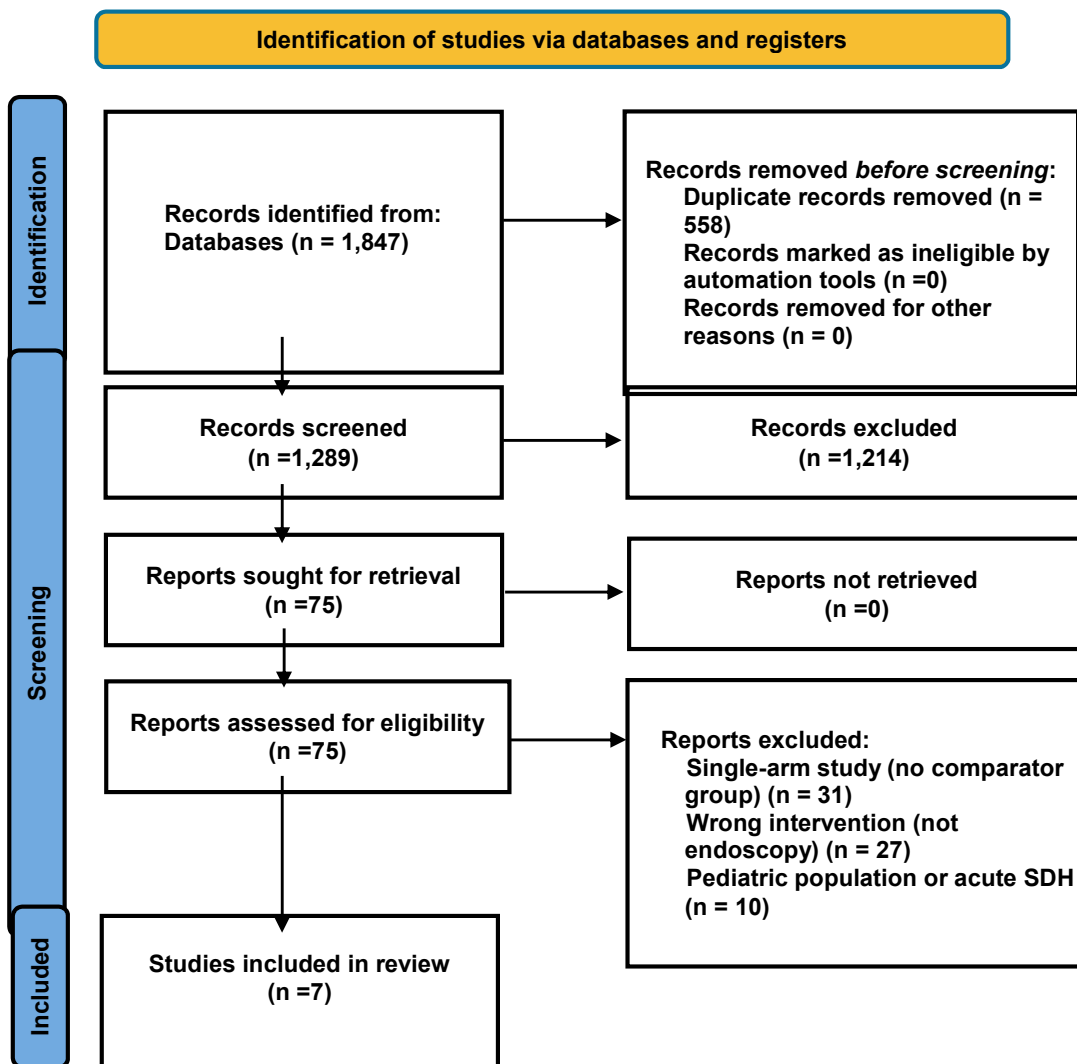 Identification of studies via databases and registers
Identification
Records identified from:
Databases (n = 1,847)
Records removed before screening:
Duplicate records removed (n =
558)
Records marked as ineligible by
automation tools (n =0)
Records removed for other
reasons (n = 0)
Screening
Records screened
(n =1,289)
Records excluded
(n =1,214)
Reports sought for retrieval
(n =75)
Reports not retrieved
(n =0)
Reports assessed for eligibility
(n =75)
Reports excluded:
Single-arm study (no comparator
group) (n = 31)
Wrong intervention (not
endoscopy) (n = 27)
Pediatric population or acute SDH
(n = 10)
Included
Studies included in review
(n =7)